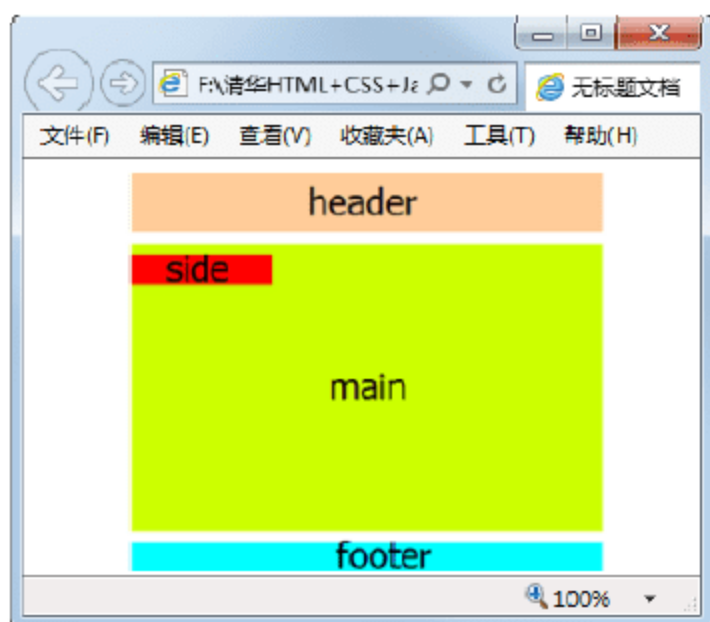 F:\清华HTML+CSS+Ja
无标题文档
文件(F) 编辑(E) 查看(V) 收藏夹(A) 工具(T) 帮助(H)
header
side
main
footer
100%